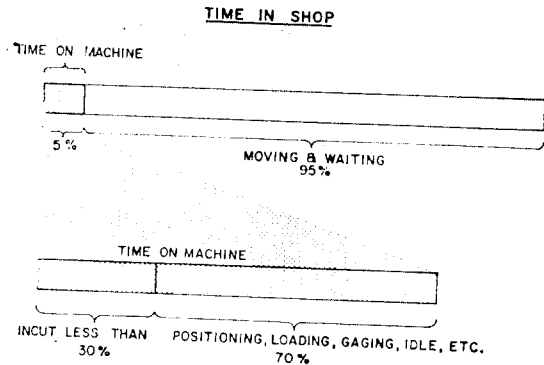 TIME IN SHOP
TIME ON MACHINE
5%
MOVING & WAITING
95%
TIME ON MACHINE
INCUT LESS THAN
30%
POSITIONING, LOADING, GAGING, IDLE, ETC.
70%